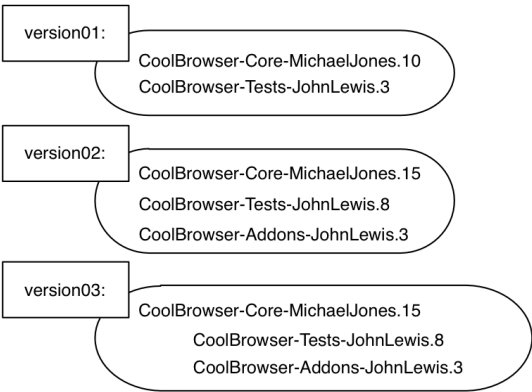 version01:
CoolBrowser-Core-MichaelJones.10
CoolBrowser-Tests-JohnLewis.3
version02:
CoolBrowser-Core-MichaelJones.15
CoolBrowser-Tests-JohnLewis.8
CoolBrowser-Addons-JohnLewis.3
version03:
CoolBrowser-Core-MichaelJones.15
CoolBrowser-Tests-JohnLewis.8
CoolBrowser-Addons-JohnLewis.3